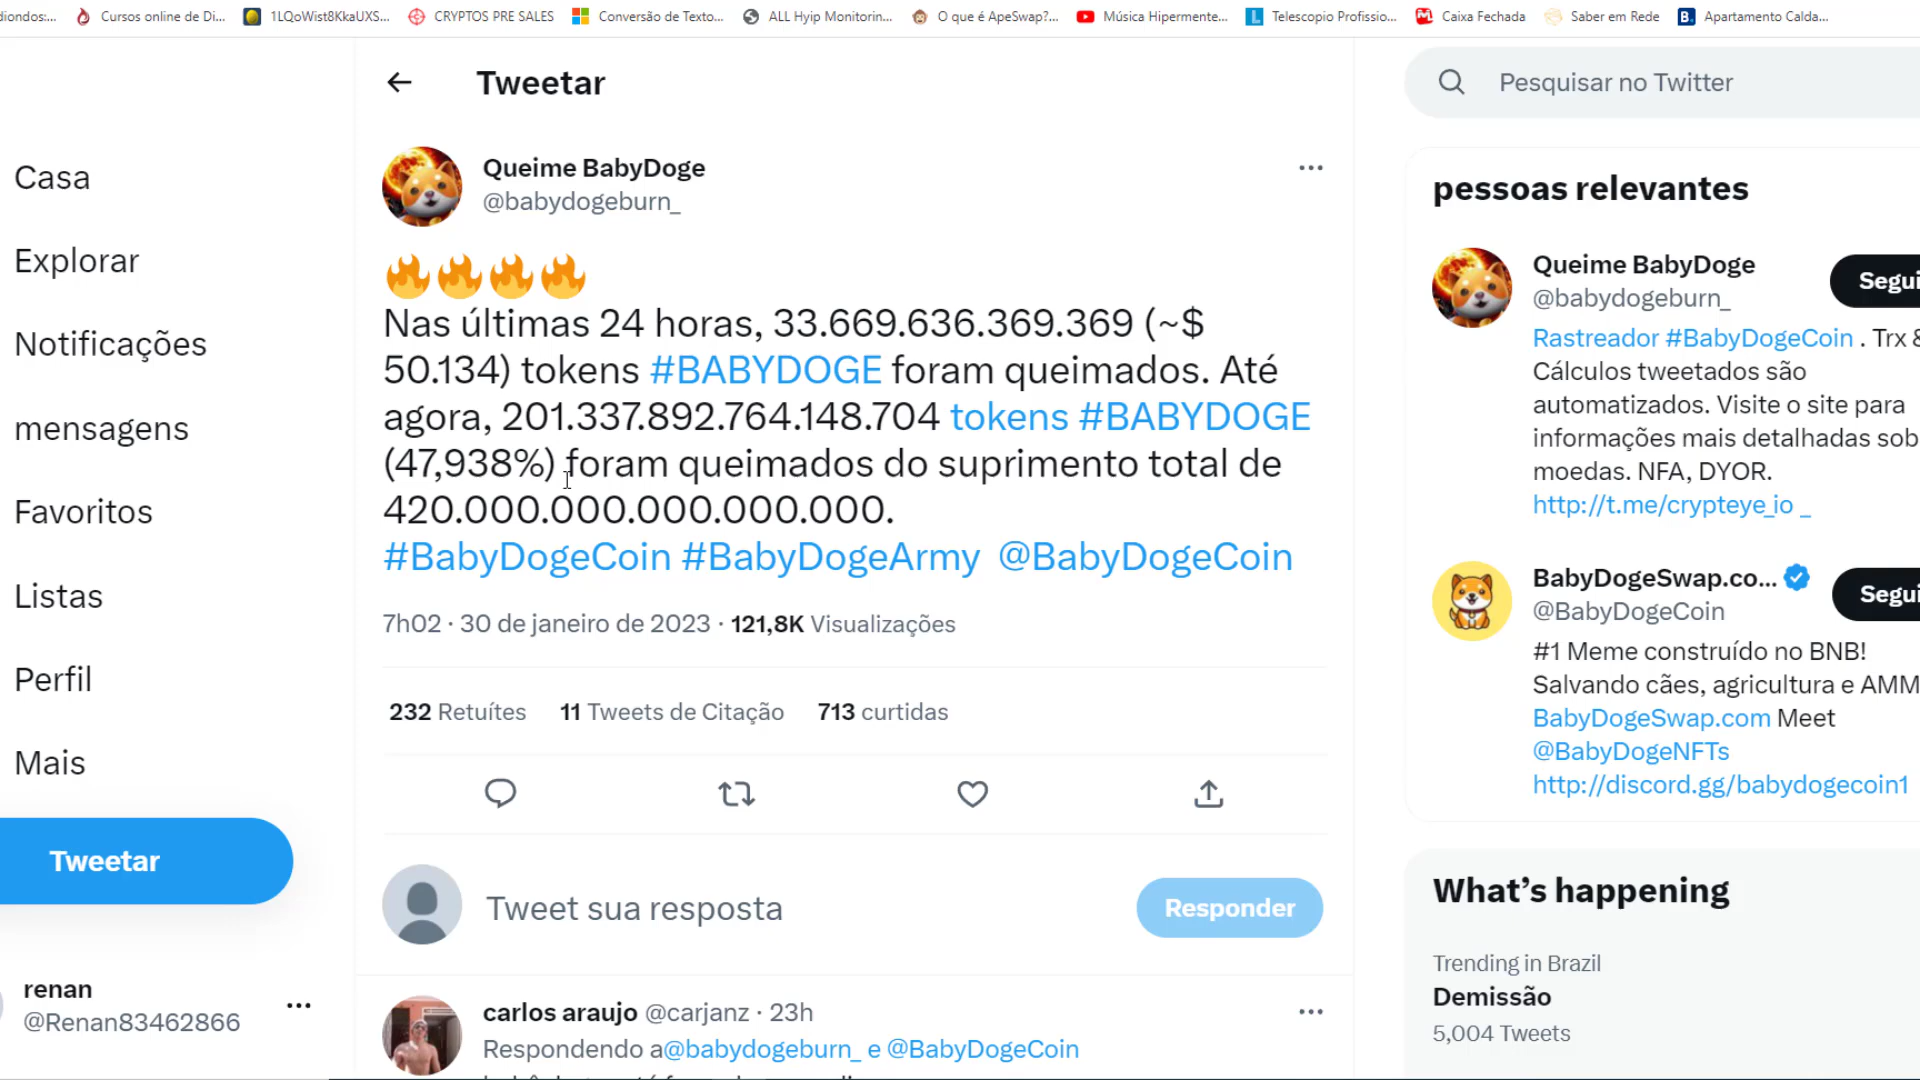 diondos:...
Cursos online de Di...
1LQoWist8KkaUXS...
CRYPTOS PRE SALES
Conversão de Texto...
ALL Hyip Monitorin...
O que é ApeSwap?...
Música Hipermente...
Telescopio Profissio...
Caixa Fechada
Saber em Rede
Apartamento Calda...
Tweetar
Pesquisar no Twitter
Casa
Explorar
Notificações
mensagens
Favoritos
Listas
Perfil
Mais
Tweetar
renan
@Renan83462866
Queime BabyDoge
@babydogeburn_
🔥🔥🔥🔥
Nas últimas 24 horas, 33.669.636.369.369 (~$
50.134) tokens #BABYDOGE foram queimados. Até
agora, 201.337.892.764.148.704 tokens #BABYDOGE
(47,938%) foram queimados do suprimento total de
420.000.000.000.000.000.
#BabyDogeCoin #BabyDogeArmy @BabyDogeCoin
7h02 · 30 de janeiro de 2023 · 121,8K Visualizações
232 Retuítes 11 Tweets de Citação 713 curtidas
Tweet sua resposta
Responder
carlos araujo @carjanz · 23h
Respondendo a@babydogeburn_ e @BabyDogeCoin
pessoas relevantes
Queime BabyDoge
@babydogeburn_
Segui
Rastreador #BabyDogeCoin . Trx &
Cálculos tweetados são
automatizados. Visite o site para
informações mais detalhadas sob
moedas. NFA, DYOR.
http://t.me/crypteye_io _
BabyDogeSwap.co...
@BabyDogeCoin
Segui
#1 Meme construído no BNB!
Salvando cães, agricultura e AMM
BabyDogeSwap.com Meet
@BabyDogeNFTs
http://discord.gg/babydogecoin1
What's happening
Trending in Brazil
Demissão
5,004 Tweets